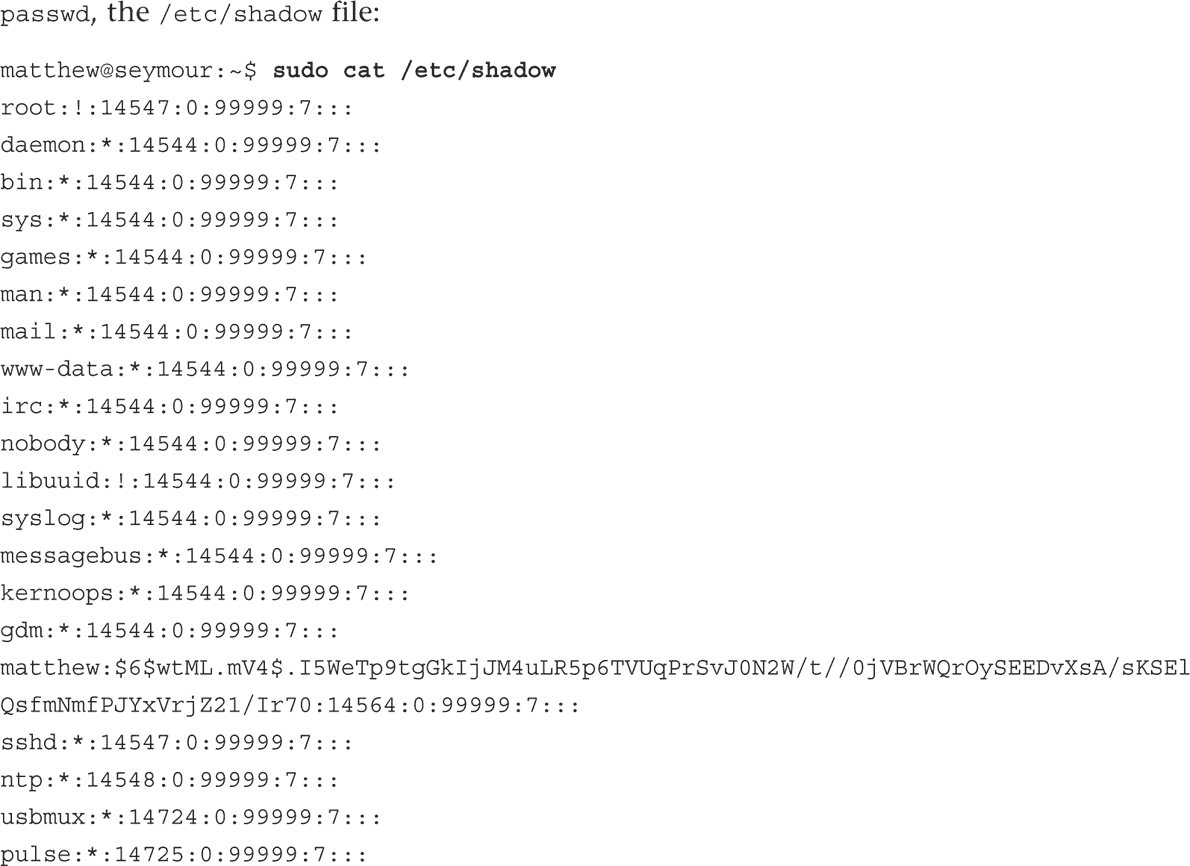 passwd, the /etc/shadow file:
matthew@seymour:~$ sudo cat /etc/shadow
root:!:14547:0:99999:7:::
daemon:*:14544:0:99999:7:::
bin:*:14544:0:99999:7:::
sys:*:14544:0:99999:7:::
games:*:14544:0:99999:7:::
man:*:14544:0:99999:7:::
mail:*:14544:0:99999:7:::
www-data:*:14544:0:99999:7:::
irc:*:14544:0:99999:7:::
nobody:*:14544:0:99999:7:::
libuuid:!:14544:0:99999:7:::
syslog:*:14544:0:99999:7:::
messagebus:*:14544:0:99999:7:::
kernoops:*:14544:0:99999:7:::
gdm:*:14544:0:99999:7:::
matthew:$6$wtML.mV4$.I5WeTp9tgGkIjJM4uLR5p6TVUqPrSvJ0N2W/t//0jVBrWQrOySEEDvXsA/sKSEl
QsfmNmfPJYxVrjZ21/Ir70:14564:0:99999:7:::
sshd:*:14547:0:99999:7:::
ntp:*:14548:0:99999:7:::
usbmux:*:14724:0:99999:7:::
pulse:*:14725:0:99999:7:::